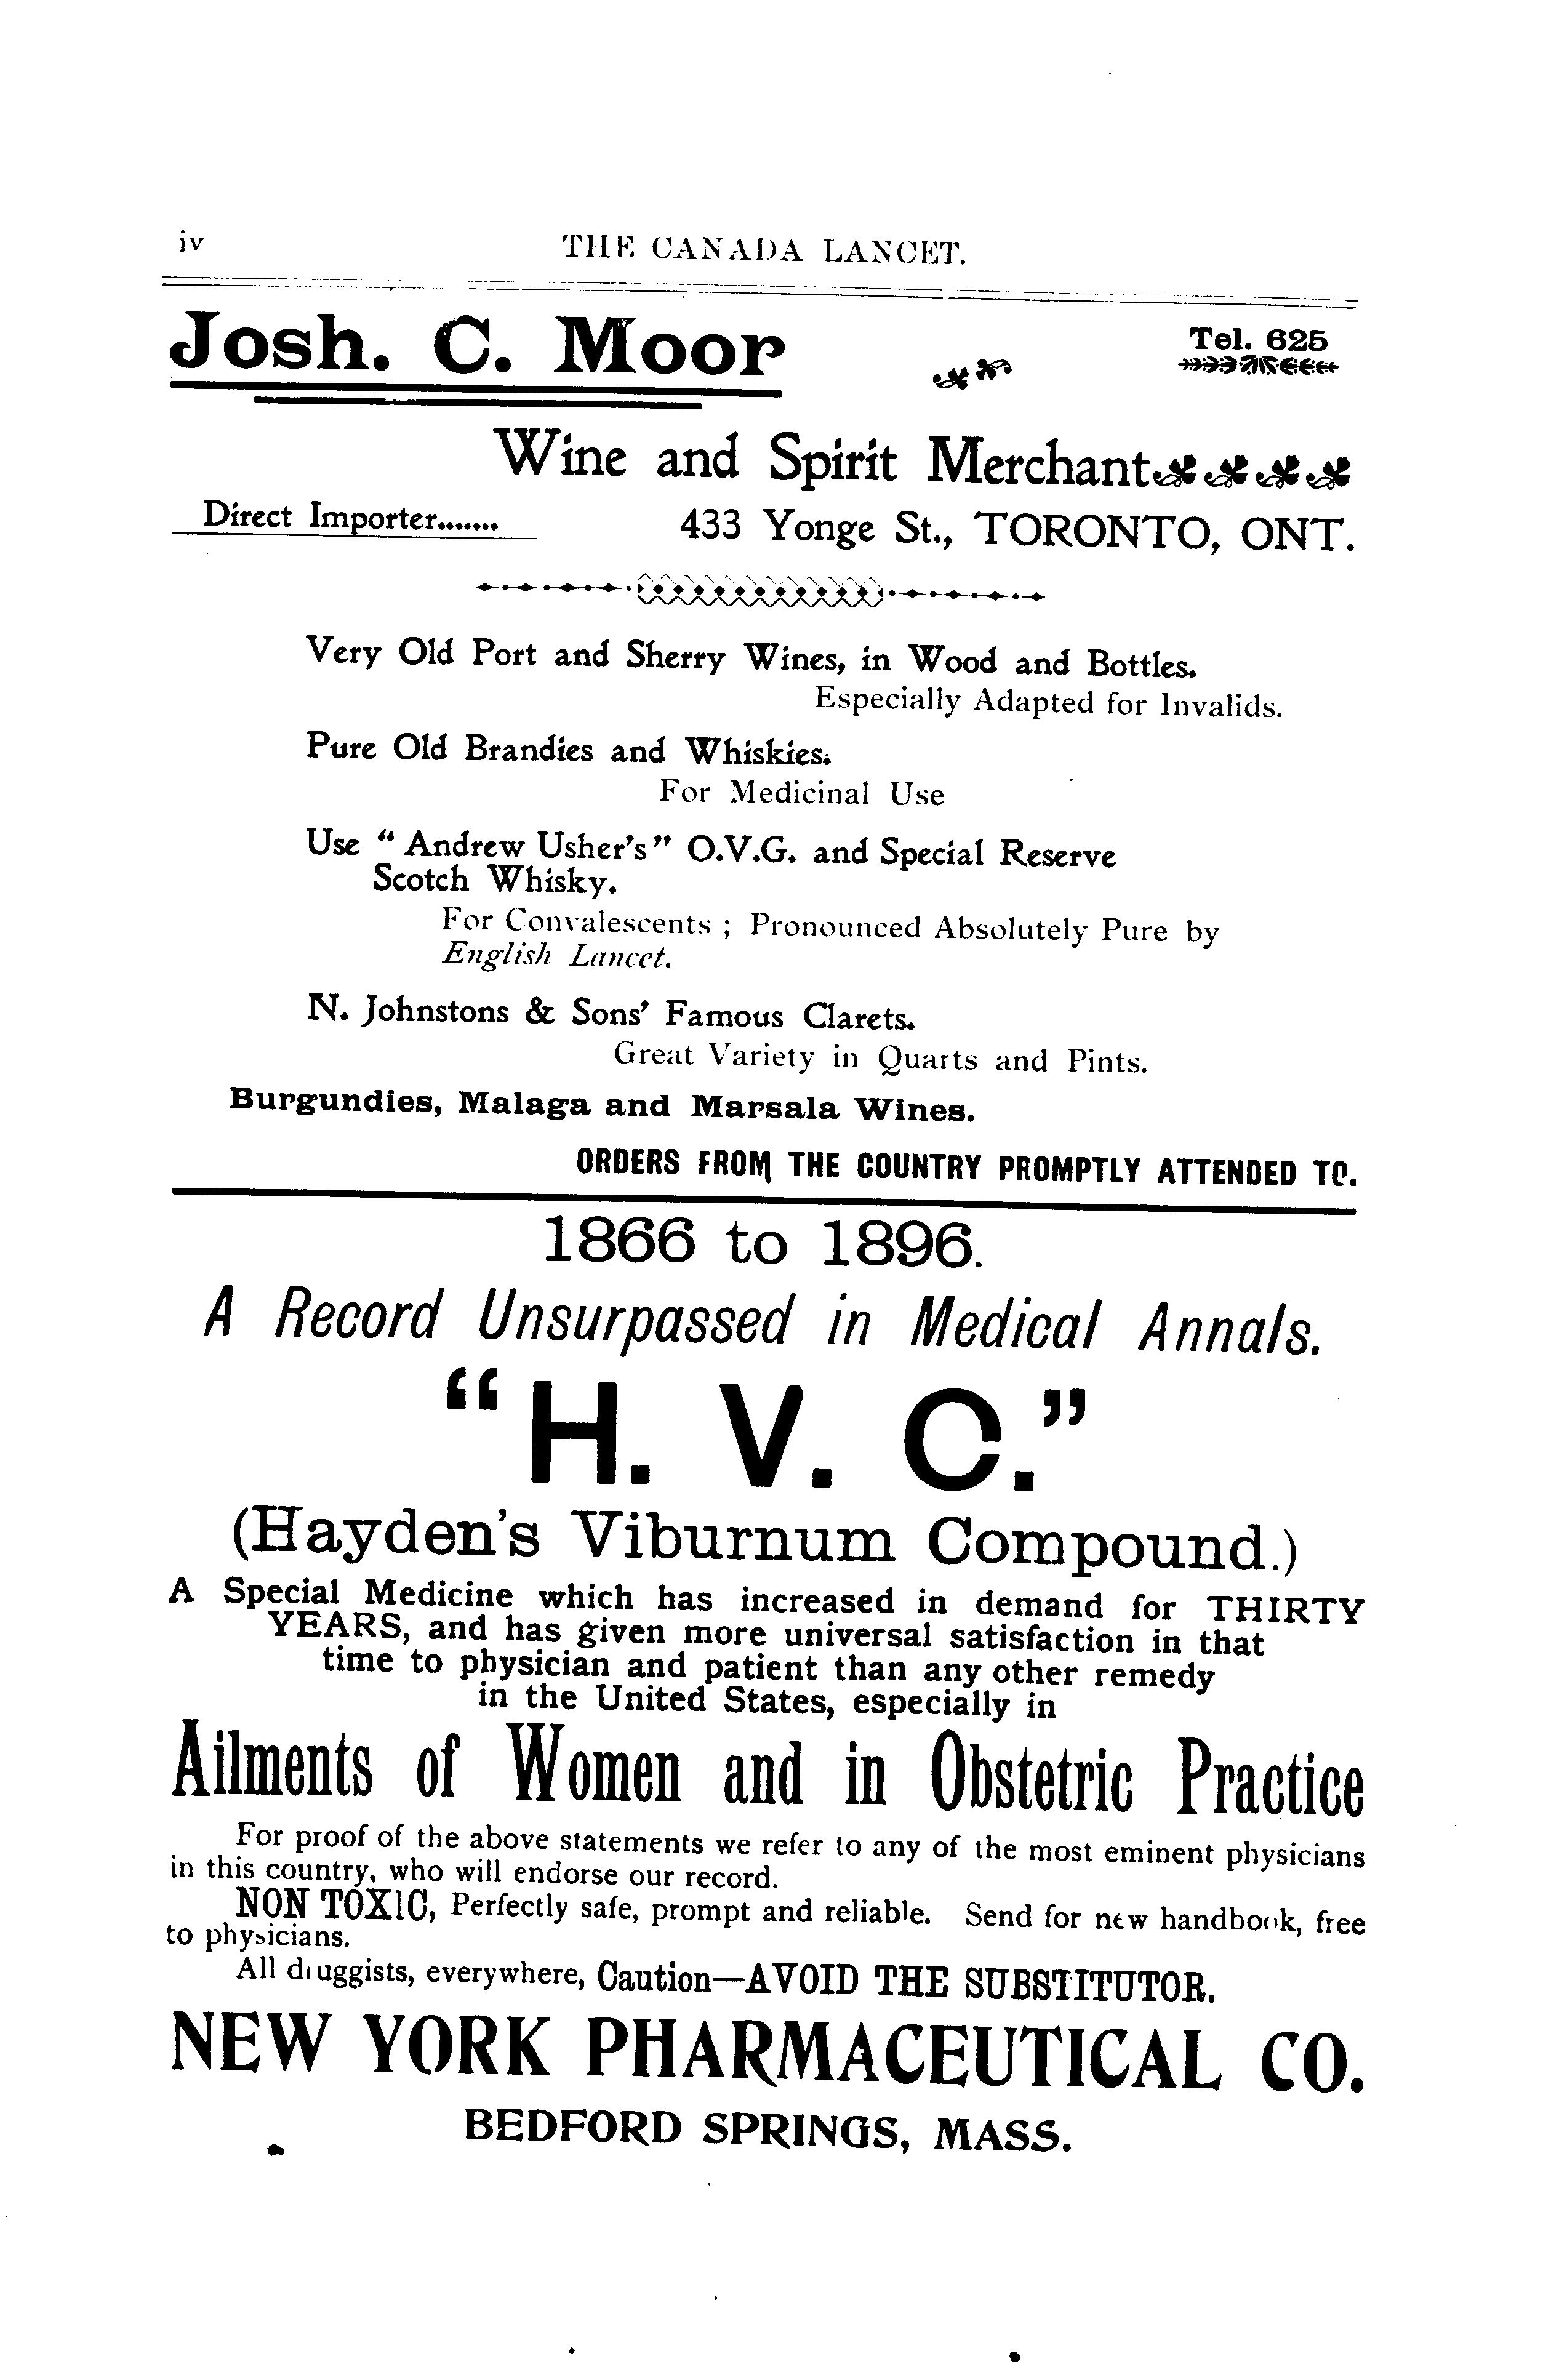 iv
THE CANADA LANCET.
Josh. C. Moor
Tel. 625
Wine and Spirit Merchant
Direct Importer.......
433 Yonge St., TORONTO, ONT.
Very Old Port and Sherry Wines, in Wood and Bottles.
Especially Adapted for Invalids.
Pure Old Brandies and Whiskies.
For Medicinal Use
Use “ Andrew Usher's ” O.V.G. and Special Reserve
Scotch Whisky.
For Convalescents ; Pronounced Absolutely Pure by
English Lancet.
N. Johnstons & Sons' Famous Clarets.
Great Variety in Quarts and Pints.
Burgundies, Malaga and Marsala Wines.
ORDERS FROM THE COUNTRY PROMPTLY ATTENDED TO.
1866 to 1896.
A Record Unsurpassed in Medical Annals.
“H. V. C.”
(Hayden's Viburnum Compound.)
A Special Medicine which has increased in demand for THIRTY
YEARS, and has given more universal satisfaction in that
time to physician and patient than any other remedy
in the United States, especially in
Ailments of Women and in Obstetric Practice
For proof of the above statements we refer to any of the most eminent physicians
in this country, who will endorse our record.
NON TOXIC, Perfectly safe, prompt and reliable. Send for new handbook, free
to physicians.
All druggists, everywhere, Caution—AVOID THE SUBSTITUTOR.
NEW YORK PHARMACEUTICAL CO.
BEDFORD SPRINGS, MASS.